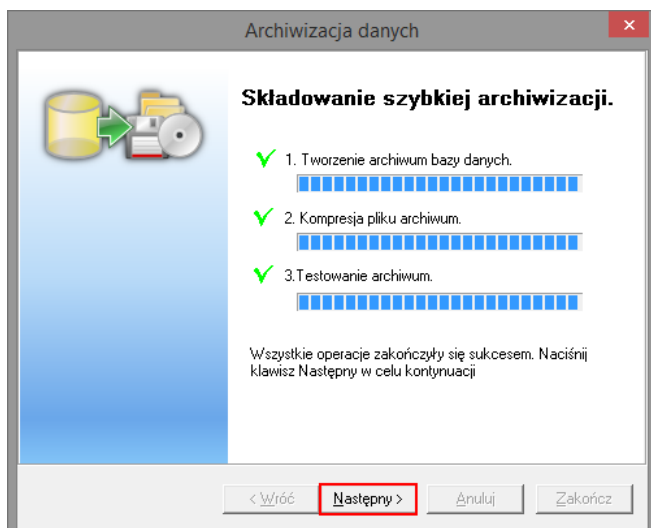 Archiwizacja danych
Składowanie szybkiej archiwizacji.
1. Tworzenie archiwum bazy danych.
2. Kompresja pliku archiwum.
3.Testowanie archiwum.
Wszystkie operacje zakończyły się sukcesem. Naciśnij
klawisz Następny w celu kontynuacji
< Wróć Następny > Anuluj Zakończ